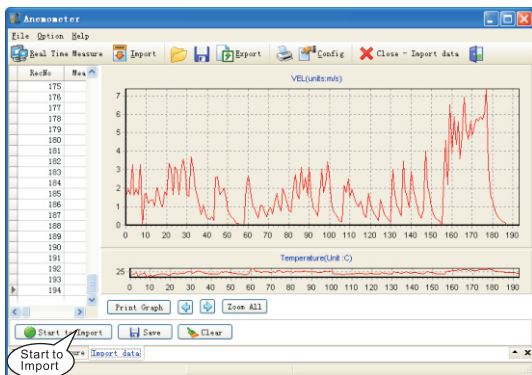 Anemometer
File Option Help
Real Time Measure Import Export Config Close - Import data
RecNo Mea
175
176
177
178
179
180
181
182
183
184
185
186
187
188
189
190
191
192
193
194
VEL(units:m/s)
7
6
5
4
3
2
1
0
0 10 20 30 40 50 60 70 80 90 100 110 120 130 140 150 160 170 180 190
Temperature(Unit:C)
25
0 10 20 30 40 50 60 70 80 90 100 110 120 130 140 150 160 170 180 190
Print Graph Zoom All
Start to Import Save Clear
Import data
Start to
Import